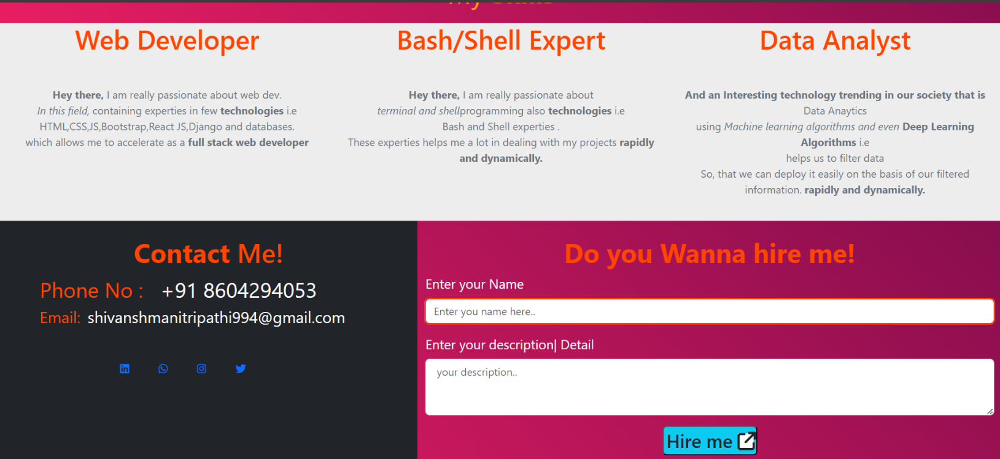 My Skills
Web Developer
Hey there, I am really passionate about web dev.
In this field, containing experties in few technologies i.e
HTML,CSS,JS,Bootstrap,React JS,Django and databases.
which allows me to accelerate as a full stack web developer
Bash/Shell Expert
Hey there, I am really passionate about
terminal and shellprogramming also technologies i.e
Bash and Shell experties .
These experties helps me a lot in dealing with my projects rapidly
and dynamically.
Data Analyst
And an Interesting technology trending in our society that is
Data Anaytics
using Machine learning algorithms and even Deep Learning
Algorithms i.e
helps us to filter data
So, that we can deploy it easily on the basis of our filtered
information. rapidly and dynamically.
Contact Me!
Phone No : +91 8604294053
Email: shivanshmanitripathi994@gmail.com
Do you Wanna hire me!
Enter your Name
Enter you name here..
Enter your description| Detail
your description..
Hire me